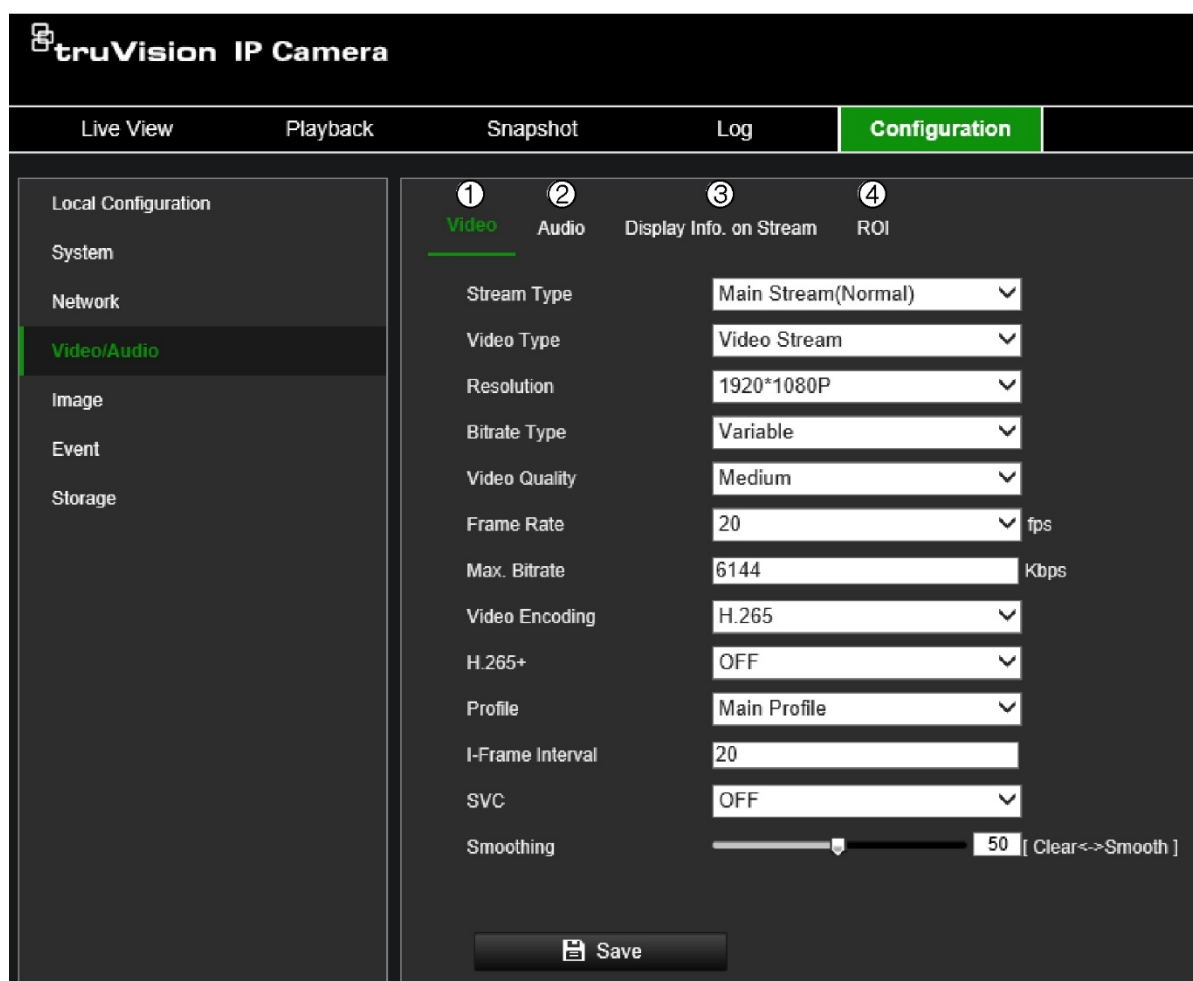 truVision IP Camera
Live View Playback Snapshot Log Configuration
Local Configuration
System
Network
Video/Audio
Image
Event
Storage
① ② ③ ④
Video Audio Display Info. on Stream ROI
Stream Type Main Stream(Normal)
Video Type Video Stream
Resolution 1920*1080P
Bitrate Type Variable
Video Quality Medium
Frame Rate 20 fps
Max. Bitrate 6144 Kbps
Video Encoding H.265
H.265+ OFF
Profile Main Profile
I-Frame Interval 20
SVC OFF
Smoothing 50 [ Clear<->Smooth ]
Save